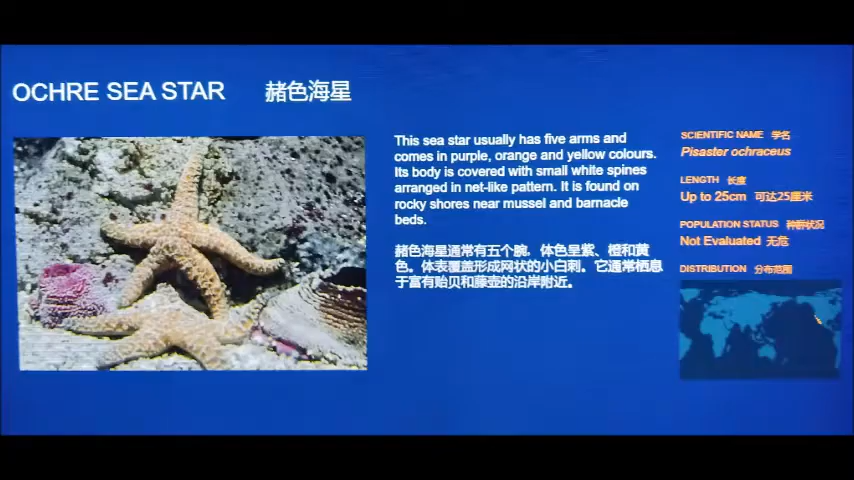 OCHRE SEA STAR 赭色海星
This sea star usually has five arms and
comes in purple, orange and yellow colours.
Its body is covered with small white spines
arranged in net-like pattern. It is found on
rocky shores near mussel and barnacle
beds.
赭色海星通常有五个腕，体色呈紫、橙和黄
色。体表覆盖形成网状的小白刺。它通常栖息
于富有贻贝和藤壶的沿岸附近。
SCIENTIFIC NAME 学名
Pisaster ochraceus
LENGTH 长度
Up to 25cm 可达25厘米
POPULATION STATUS 种群状况
Not Evaluated 无危
DISTRIBUTION 分布范围